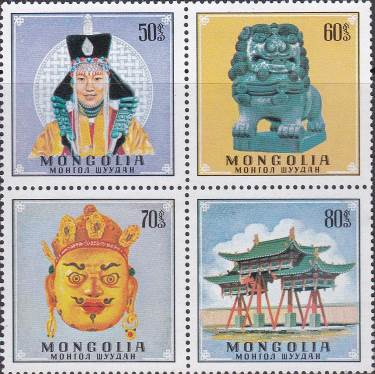 50$
MONGOLIA
МОНГОЛ ШУУДАН
60$
MONGOLIA
МОНГОЛ ШУУДАН
70$
MONGOLIA
МОНГОЛ ШУУДАН
80$
MONGOLIA
МОНГОЛ ШУУДАН